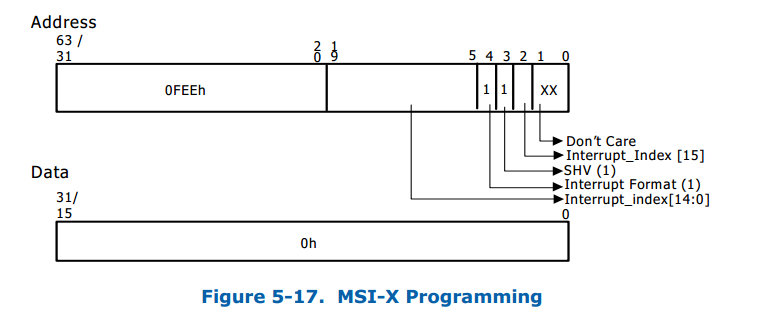 Address
63 /
31
2
0
1
9
5 4 3 2 1 0
0FEEh
1 1 XX
Don't Care
Interrupt_Index [15]
SHV (1)
Interrupt Format (1)
Interrupt_index[14:0]
Data
31/
15
0
0h
Figure 5-17. MSI-X Programming